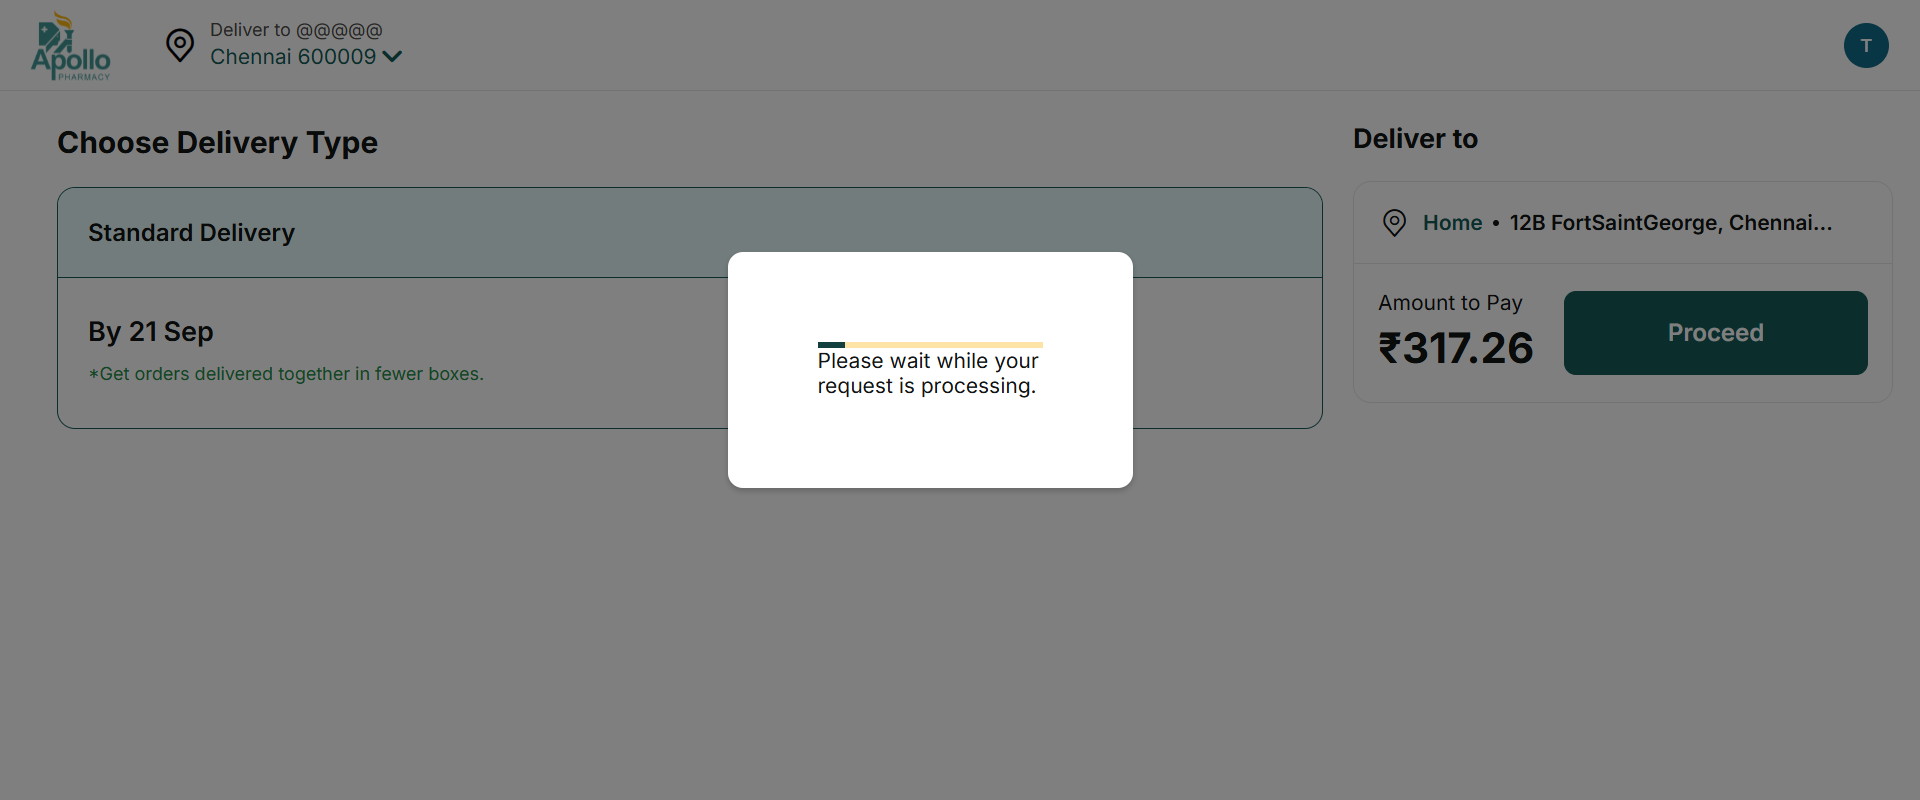 Apollo
PHARMACY
Deliver to @@@@@
Chennai 600009
T
Choose Delivery Type
Standard Delivery
By 21 Sep
*Get orders delivered together in fewer boxes.
Please wait while your
request is processing.
Deliver to
Home • 12B FortSaintGeorge, Chennai...
Amount to Pay
₹317.26
Proceed